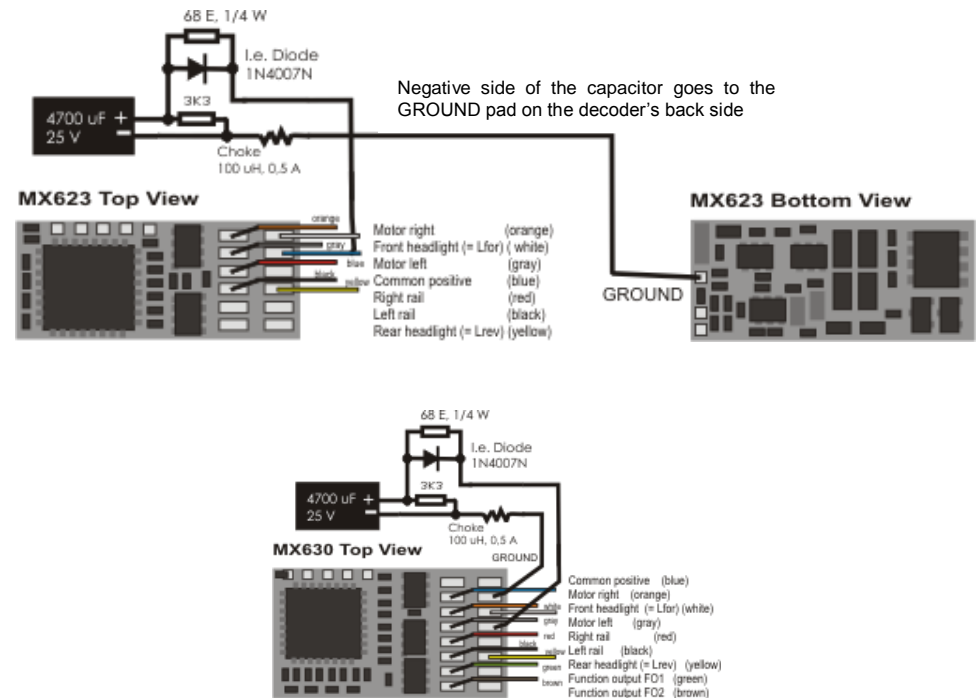 68 E, 1/4 W
I.e. Diode
1N4007N
Negative side of the capacitor goes to the
GROUND pad on the decoder's back side
3K3
4700 uF +
25 V -
Choke
100 uH, 0,5 A
MX623 Top View
MX623 Bottom View
orange
gray
blue
black
yellow
Motor right (orange)
Front headlight (= Lfor) ( white)
Motor left (gray)
Common positive (blue)
Right rail (red)
Left rail (black)
Rear headlight (= Lrev) (yellow)
GROUND
68 E, 1/4 W
I.e. Diode
1N4007N
3K3
4700 uF +
25 V -
Choke
100 uH, 0,5 A
GROUND
MX630 Top View
white
gray
red
black
yellow
green
brown
Common positive (blue)
Motor right (orange)
Front headlight (= Lfor) (white)
Motor left (gray)
Right rail (red)
Left rail (black)
Rear headlight (= Lrev) (yellow)
Function output FO1 (green)
Function output FO2 (brown)